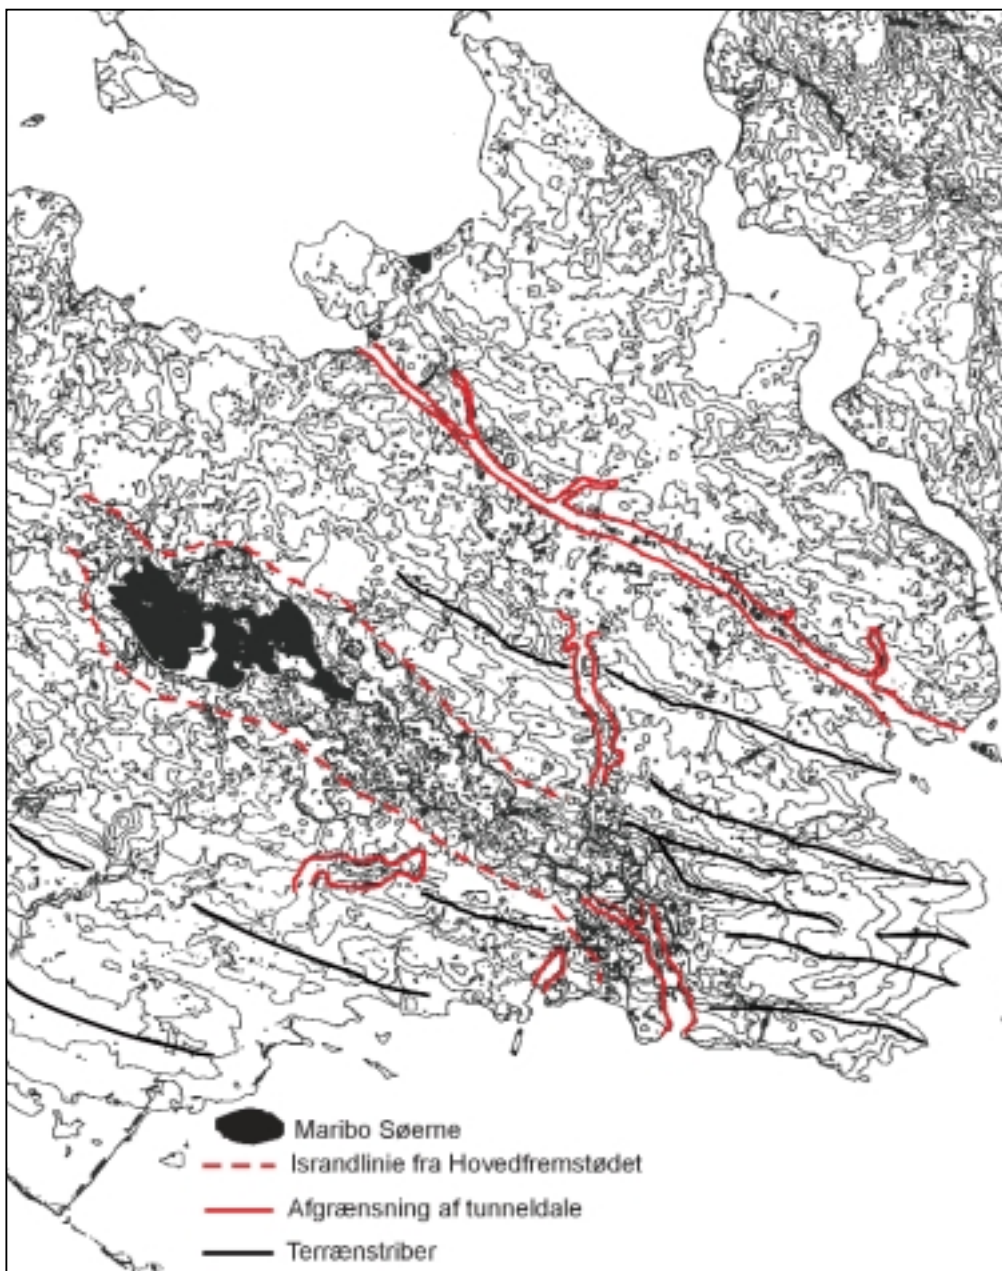 Maribo Søerne
Israndlinie fra Hovedfremstødet
Afgrænsning af tunneldale
Terrænstriber